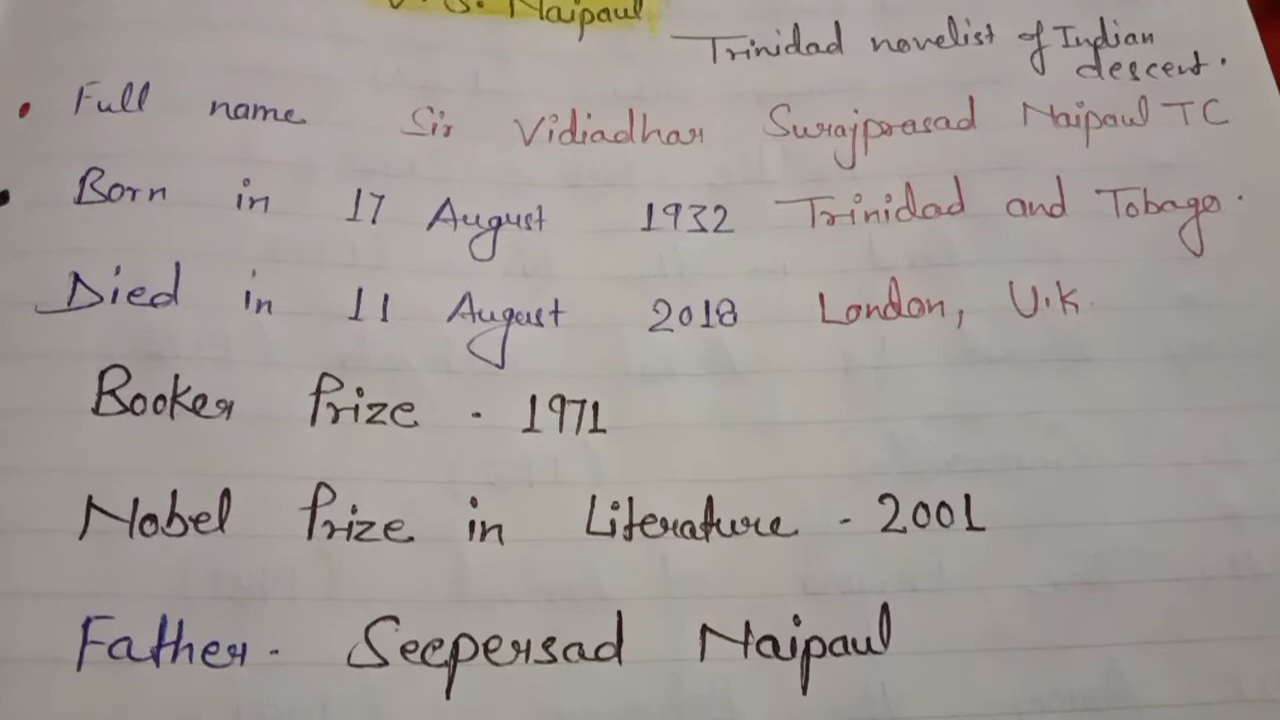 V. S. Naipaul
Trinidad novelist of Indian
descent.
Full name Sir Vidiadhar Surajprasad Naipaul TC
Born in 17 August 1932 Trinidad and Tobago.
Died in 11 August 2018 London, U.K.
Booker Prize - 1971
Nobel Prize in Literature - 2001
Father - Seepersad Naipaul